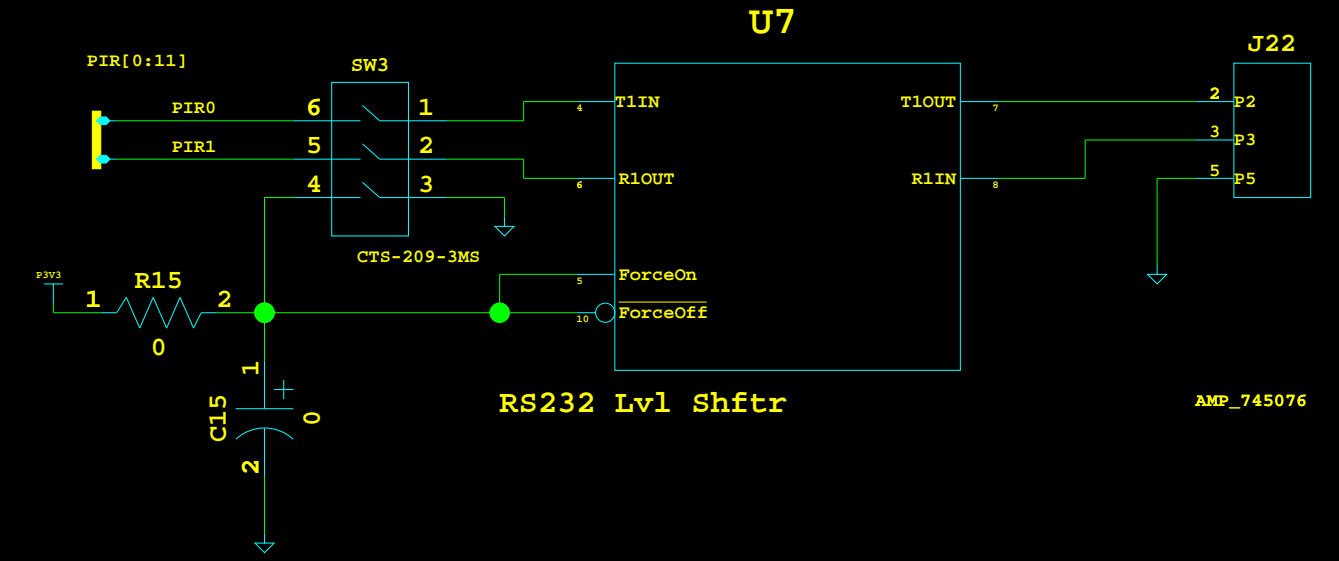 U7
J22
PIR[0:11]
SW3
PIR0 6 1 4 T1IN T1OUT 7 2 P2
PIR1 5 2 6 R1OUT R1IN 8 3 P3
4 3 5 P5
CTS-209-3MS
P3V3 R15 5 ForceOn
1 2 10 ForceOff
0
1
C15 0
2
RS232 Lvl Shftr
AMP_745076